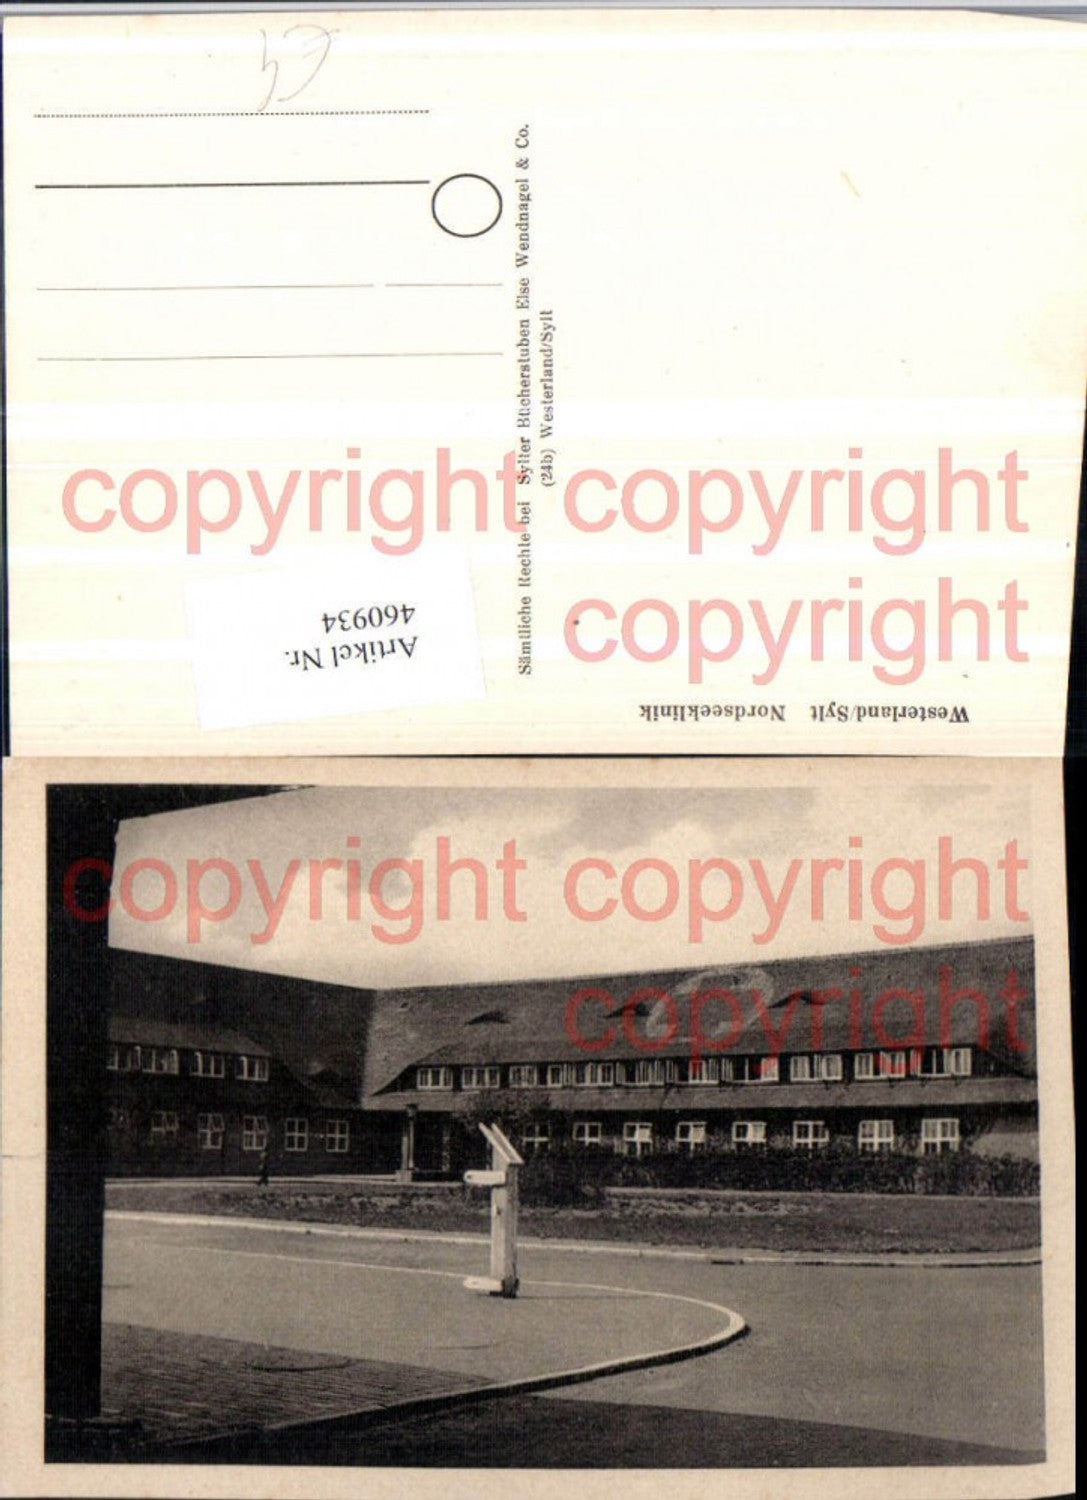 Sämtliche Rechte bei Sylter Bücherstuben Else Wendnagel & Co.
(24b) Westerland/Sylt
copyright copyright
copyright
Artikel Nr.
460934
Westerland/Sylt Nordseeklinik
copyright copyright
copyright